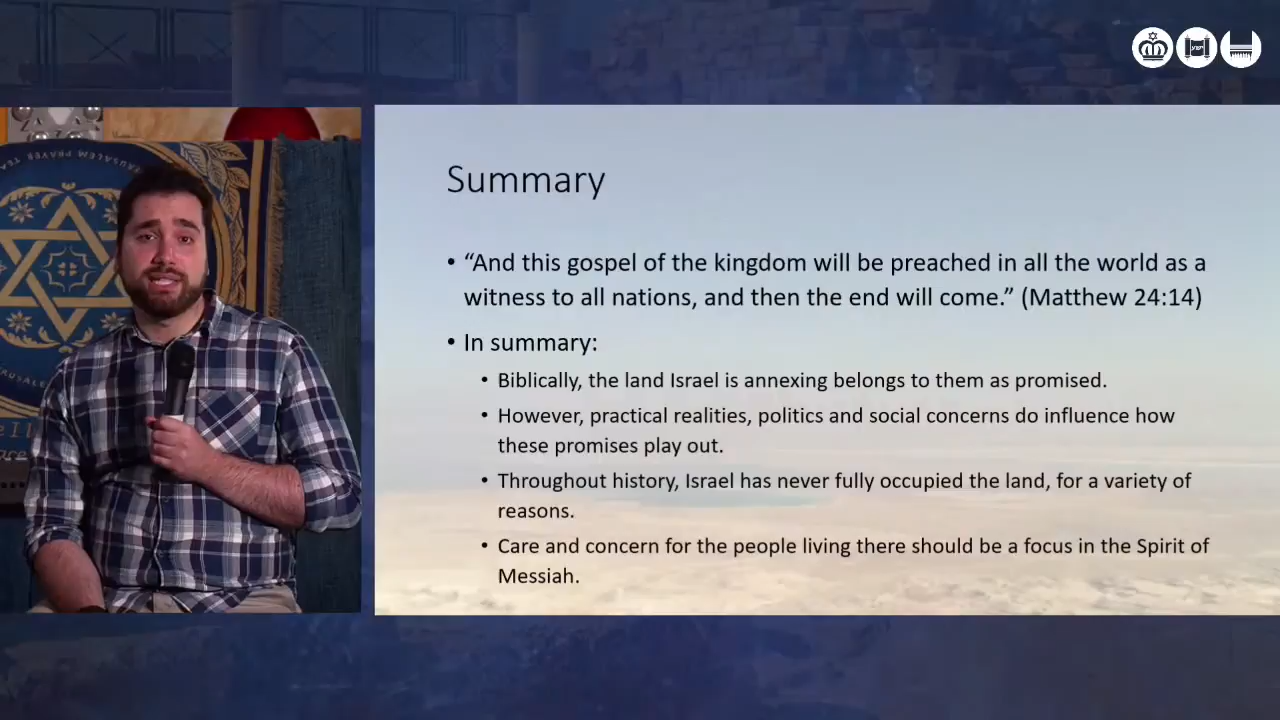 JERUSALEM PRAYER TEA
Summary
• “And this gospel of the kingdom will be preached in all the world as a
witness to all nations, and then the end will come.” (Matthew 24:14)
• In summary:
• Biblically, the land Israel is annexing belongs to them as promised.
• However, practical realities, politics and social concerns do influence how
these promises play out.
• Throughout history, Israel has never fully occupied the land, for a variety of
reasons.
• Care and concern for the people living there should be a focus in the Spirit of
Messiah.